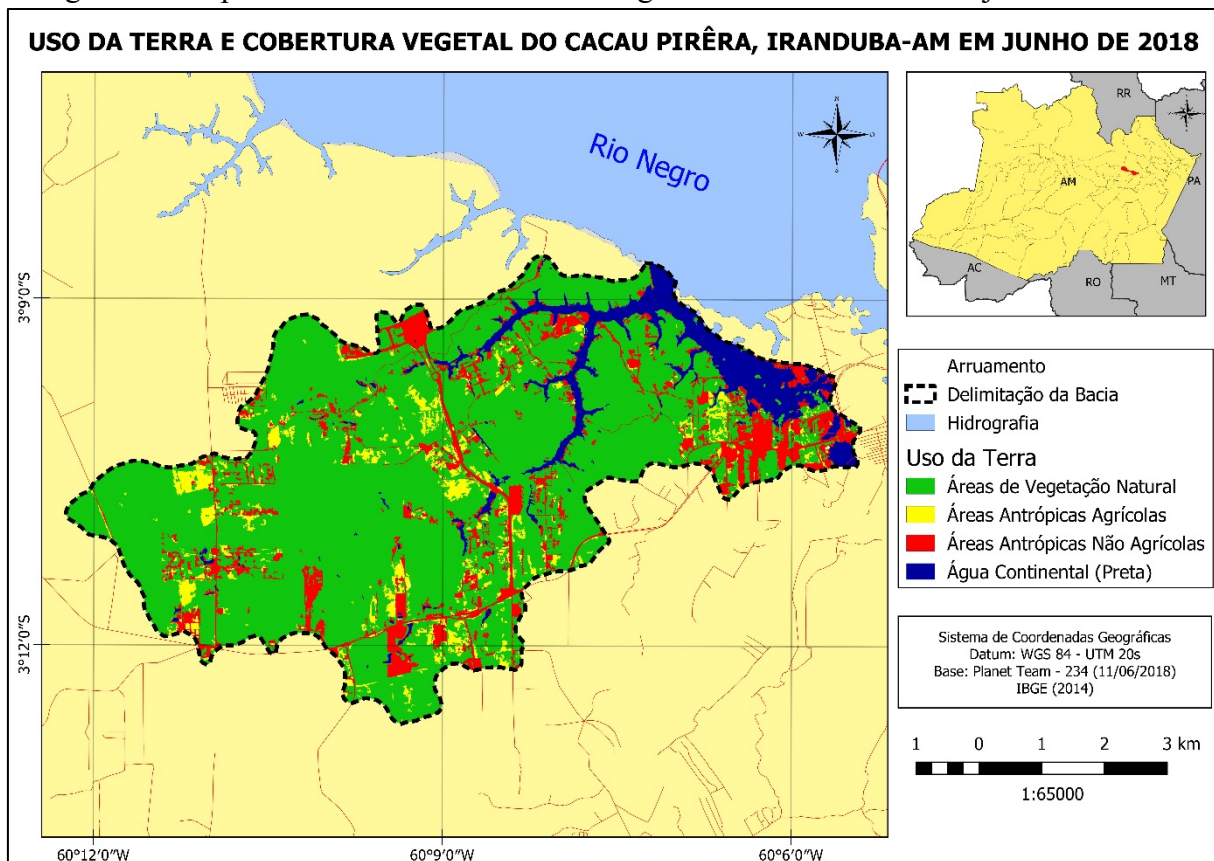 USO DA TERRA E COBERTURA VEGETAL DO CACAU PIRÊRA, IRANDUBA-AM EM JUNHO DE 2018
Rio Negro
N
W
O
S
3°9'0"S
3°12'0"S
60°12'0"W
60°9'0"W
60°6'0"W
RR
AM
PA
AC
RO
MT
Arruamento
Delimitação da Bacia
Hidrografia
Uso da Terra
Áreas de Vegetação Natural
Áreas Antrópicas Agrícolas
Áreas Antrópicas Não Agrícolas
Água Continental (Preta)
Sistema de Coordenadas Geográficas
Datum: WGS 84 - UTM 20s
Base: Planet Team - 234 (11/06/2018)
IBGE (2014)
1 0 1 2 3 km
1:65000